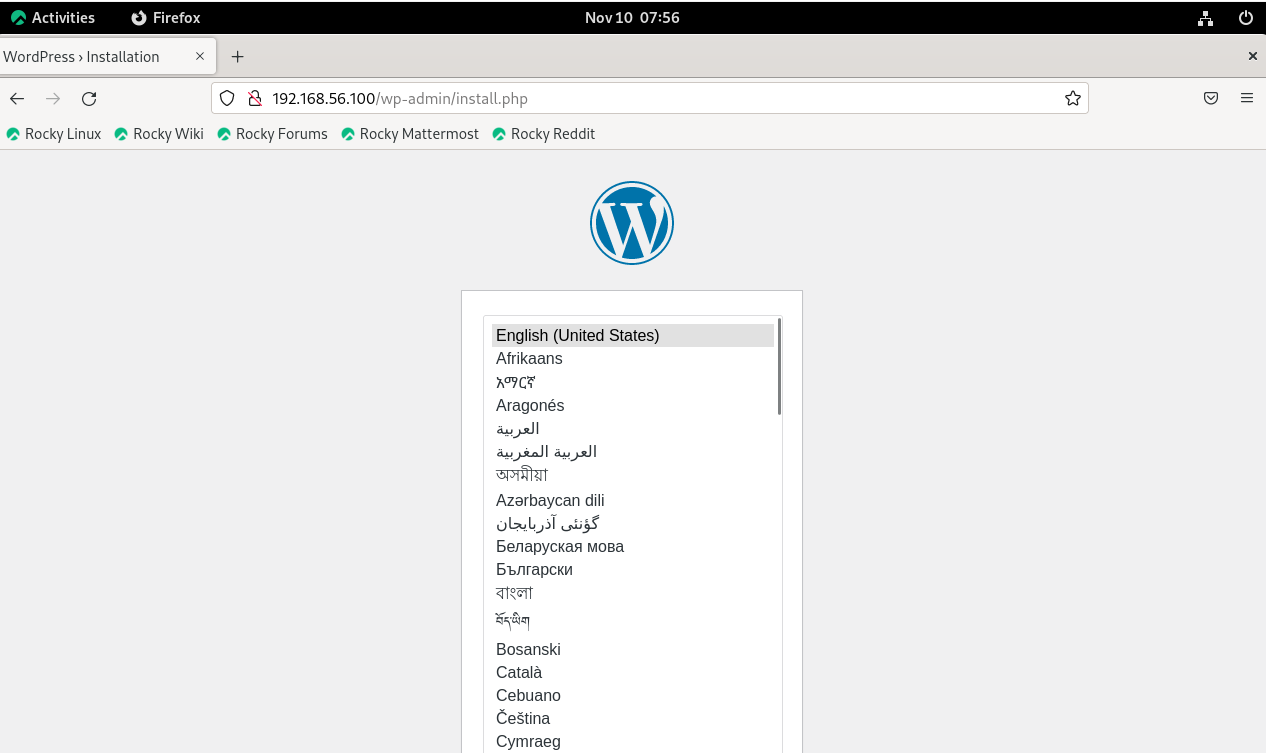 Activities Firefox Nov 10 07:56
WordPress › Installation
192.168.56.100/wp-admin/install.php
Rocky Linux Rocky Wiki Rocky Forums Rocky Mattermost Rocky Reddit
English (United States)
Afrikaans
አማርኛ
Aragonés
العربية
العربية المغربية
অসমীয়া
Azərbaycan dili
گؤنئی آذربایجان
Беларуская мова
Български
বাংলা
བོད་ཡིག
Bosanski
Català
Cebuano
Čeština
Cymraeg